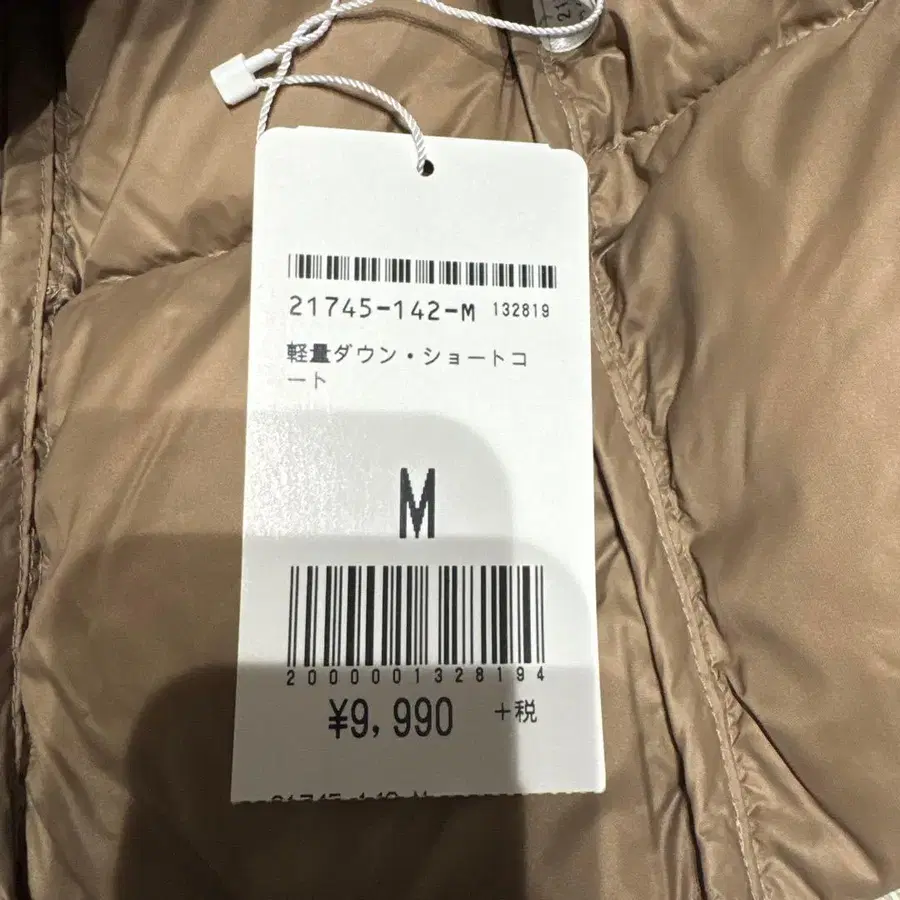 21745-142-M 132819
軽量ダウン・ショートコ
ート
M
2000001328194
¥9,990 +税